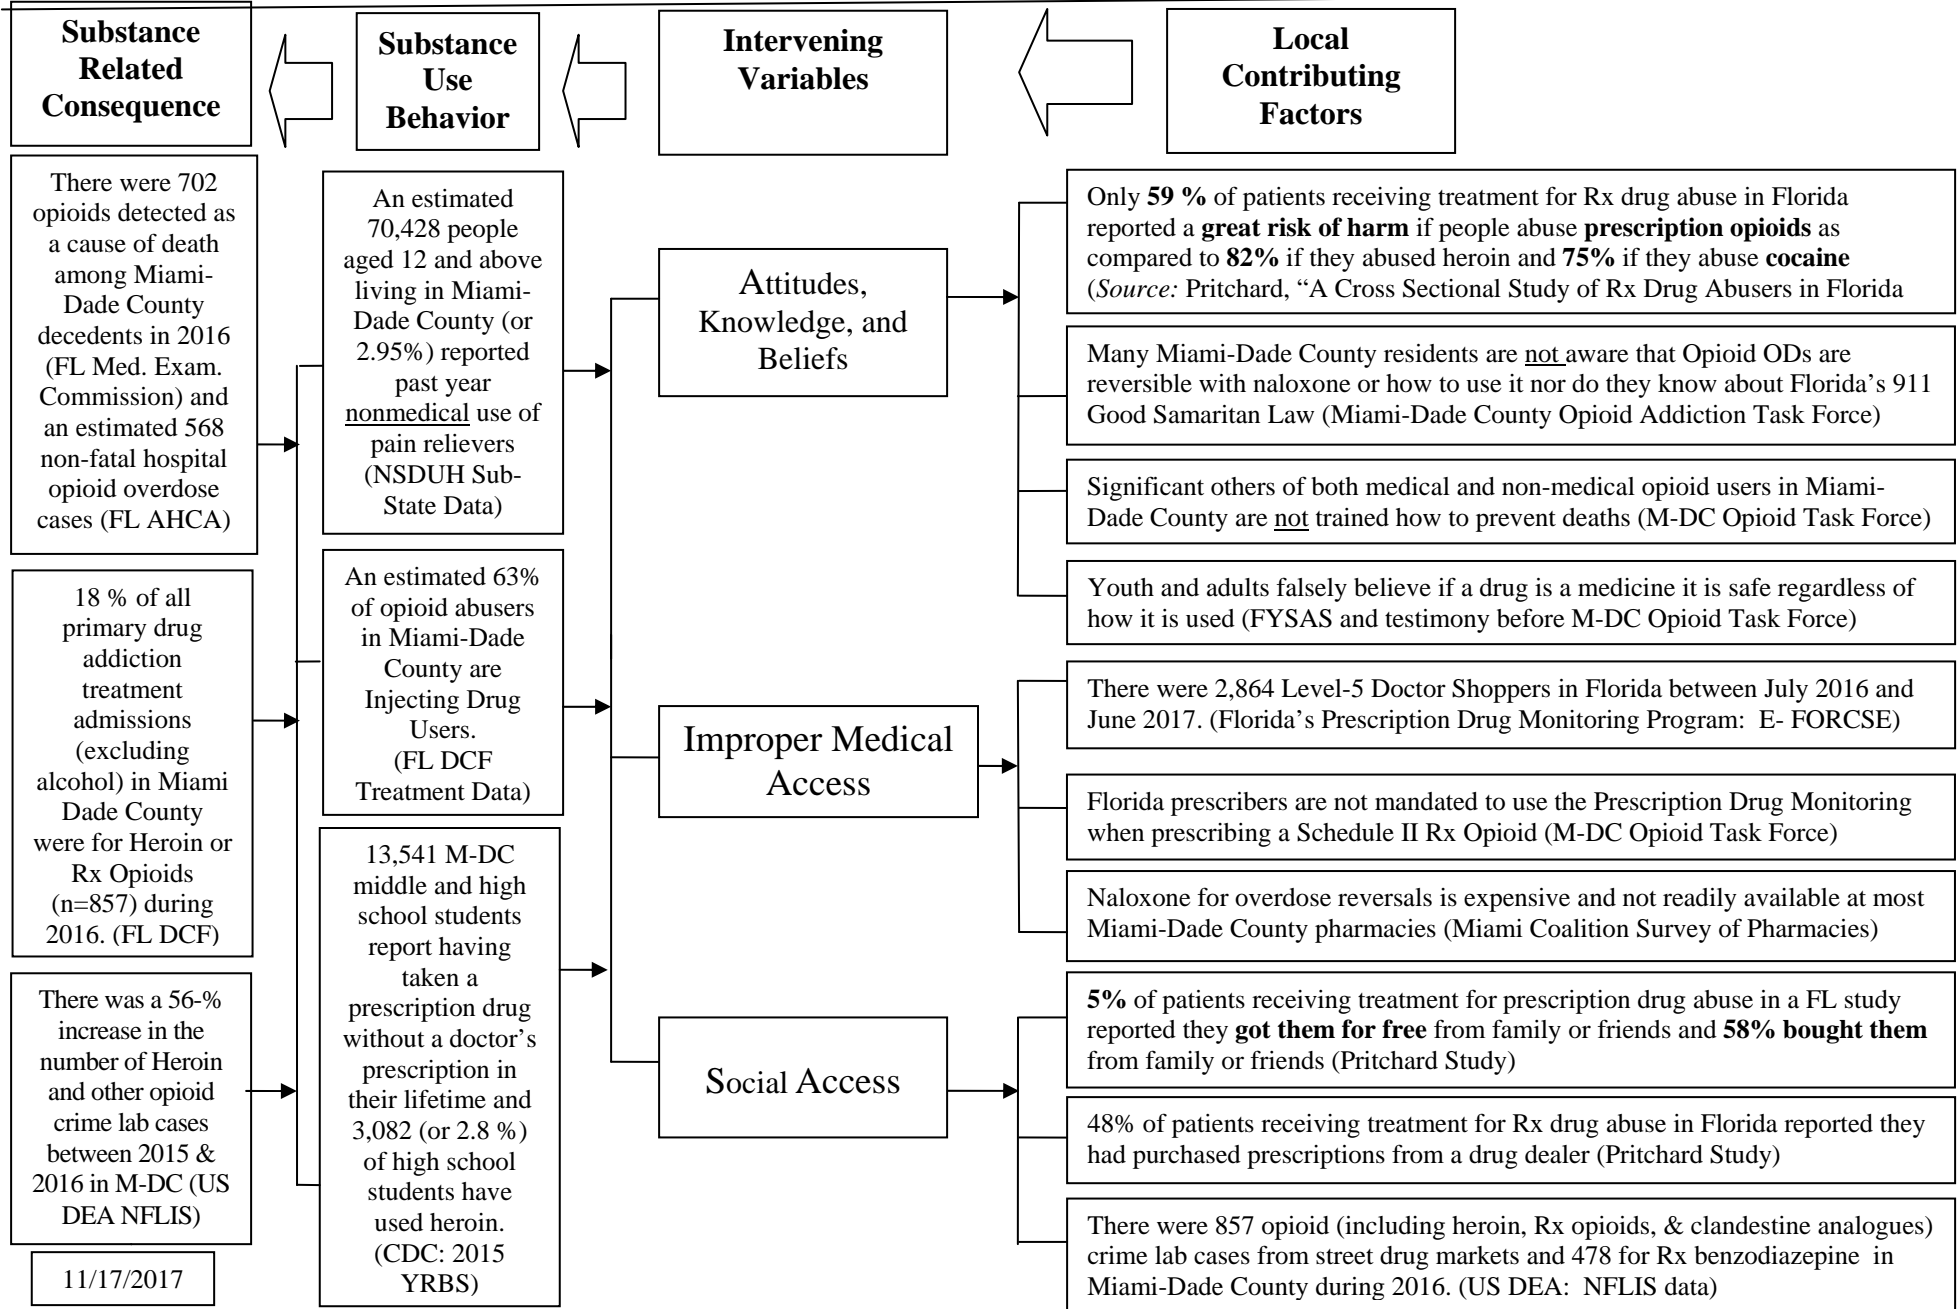 Substance
Related
Consequence
Substance
Use
Behavior
Intervening
Variables
Local
Contributing
Factors
There were 702
opioids detected as
a cause of death
among Miami-
Dade County
decedents in 2016
(FL Med. Exam.
Commission) and
an estimated 568
non-fatal hospital
opioid overdose
cases (FL AHCA)
18 % of all
primary drug
addiction
treatment
admissions
(excluding
alcohol) in Miami
Dade County
were for Heroin or
Rx Opioids
(n=857) during
2016. (FL DCF)
There was a 56-%
increase in the
number of Heroin
and other opioid
crime lab cases
between 2015 &
2016 in M-DC (US
DEA NFLIS)
11/17/2017
An estimated
70,428 people
aged 12 and above
living in Miami-
Dade County (or
2.95%) reported
past year
nonmedical use of
pain relievers
(NSDUH Sub-
State Data)
An estimated 63%
of opioid abusers
in Miami-Dade
County are
Injecting Drug
Users.
(FL DCF
Treatment Data)
13,541 M-DC
middle and high
school students
report having
taken a
prescription drug
without a doctor’s
prescription in
their lifetime and
3,082 (or 2.8 %)
of high school
students have
used heroin.
(CDC: 2015
YRBS)
Attitudes,
Knowledge, and
Beliefs
Improper Medical
Access
Social Access
Only 59 % of patients receiving treatment for Rx drug abuse in Florida
reported a great risk of harm if people abuse prescription opioids as
compared to 82% if they abused heroin and 75% if they abuse cocaine
(Source: Pritchard, “A Cross Sectional Study of Rx Drug Abusers in Florida
Many Miami-Dade County residents are not aware that Opioid ODs are
reversible with naloxone or how to use it nor do they know about Florida’s 911
Good Samaritan Law (Miami-Dade County Opioid Addiction Task Force)
Significant others of both medical and non-medical opioid users in Miami-
Dade County are not trained how to prevent deaths (M-DC Opioid Task Force)
Youth and adults falsely believe if a drug is a medicine it is safe regardless of
how it is used (FYSAS and testimony before M-DC Opioid Task Force)
There were 2,864 Level-5 Doctor Shoppers in Florida between July 2016 and
June 2017. (Florida’s Prescription Drug Monitoring Program: E- FORCSE)
Florida prescribers are not mandated to use the Prescription Drug Monitoring
when prescribing a Schedule II Rx Opioid (M-DC Opioid Task Force)
Naloxone for overdose reversals is expensive and not readily available at most
Miami-Dade County pharmacies (Miami Coalition Survey of Pharmacies)
5% of patients receiving treatment for prescription drug abuse in a FL study
reported they got them for free from family or friends and 58% bought them
from family or friends (Pritchard Study)
48% of patients receiving treatment for Rx drug abuse in Florida reported they
had purchased prescriptions from a drug dealer (Pritchard Study)
There were 857 opioid (including heroin, Rx opioids, & clandestine analogues)
crime lab cases from street drug markets and 478 for Rx benzodiazepine in
Miami-Dade County during 2016. (US DEA: NFLIS data)